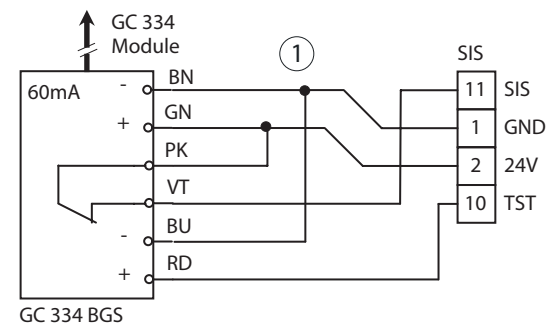 GC 334
Module
1
SIS
60mA
- BN
11 SIS
+ GN
1 GND
PK
2 24V
VT
10 TST
- BU
+ RD
GC 334 BGS